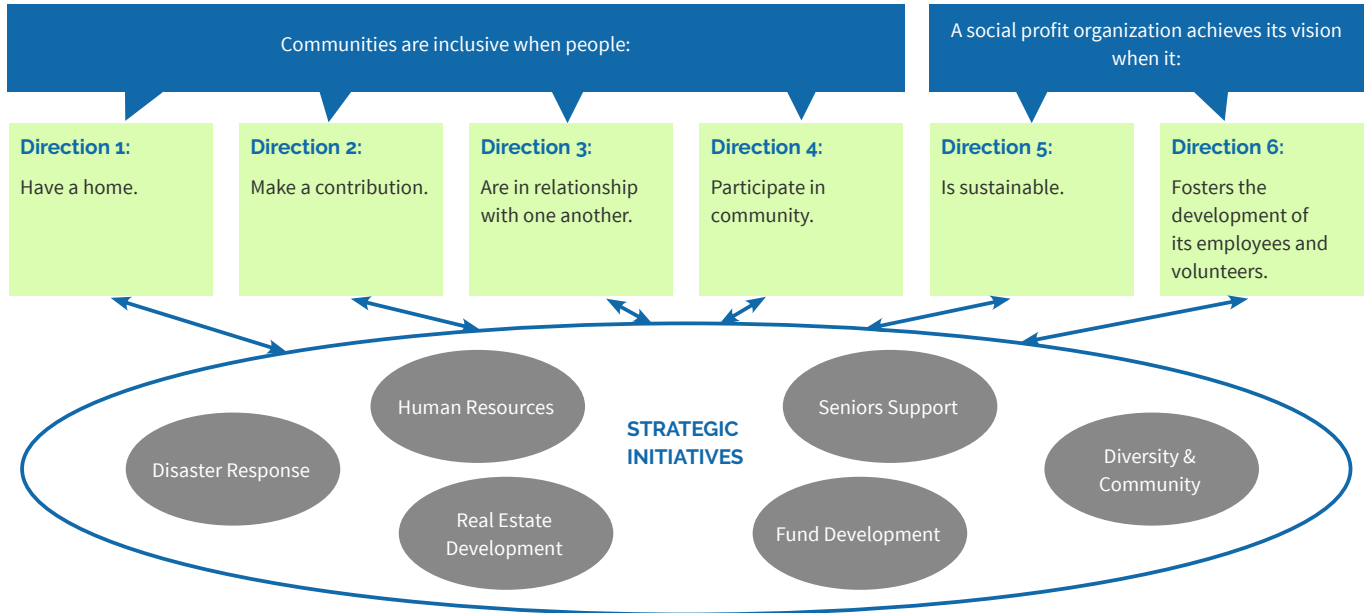 Communities are inclusive when people:
A social profit organization achieves its vision
when it:
Direction 1:
Have a home.
Direction 2:
Make a contribution.
Direction 3:
Are in relationship
with one another.
Direction 4:
Participate in
community.
Direction 5:
Is sustainable.
Direction 6:
Fosters the
development of
its employees and
volunteers.
Human Resources
Seniors Support
STRATEGIC
INITIATIVES
Disaster Response
Diversity &
Community
Real Estate
Development
Fund Development